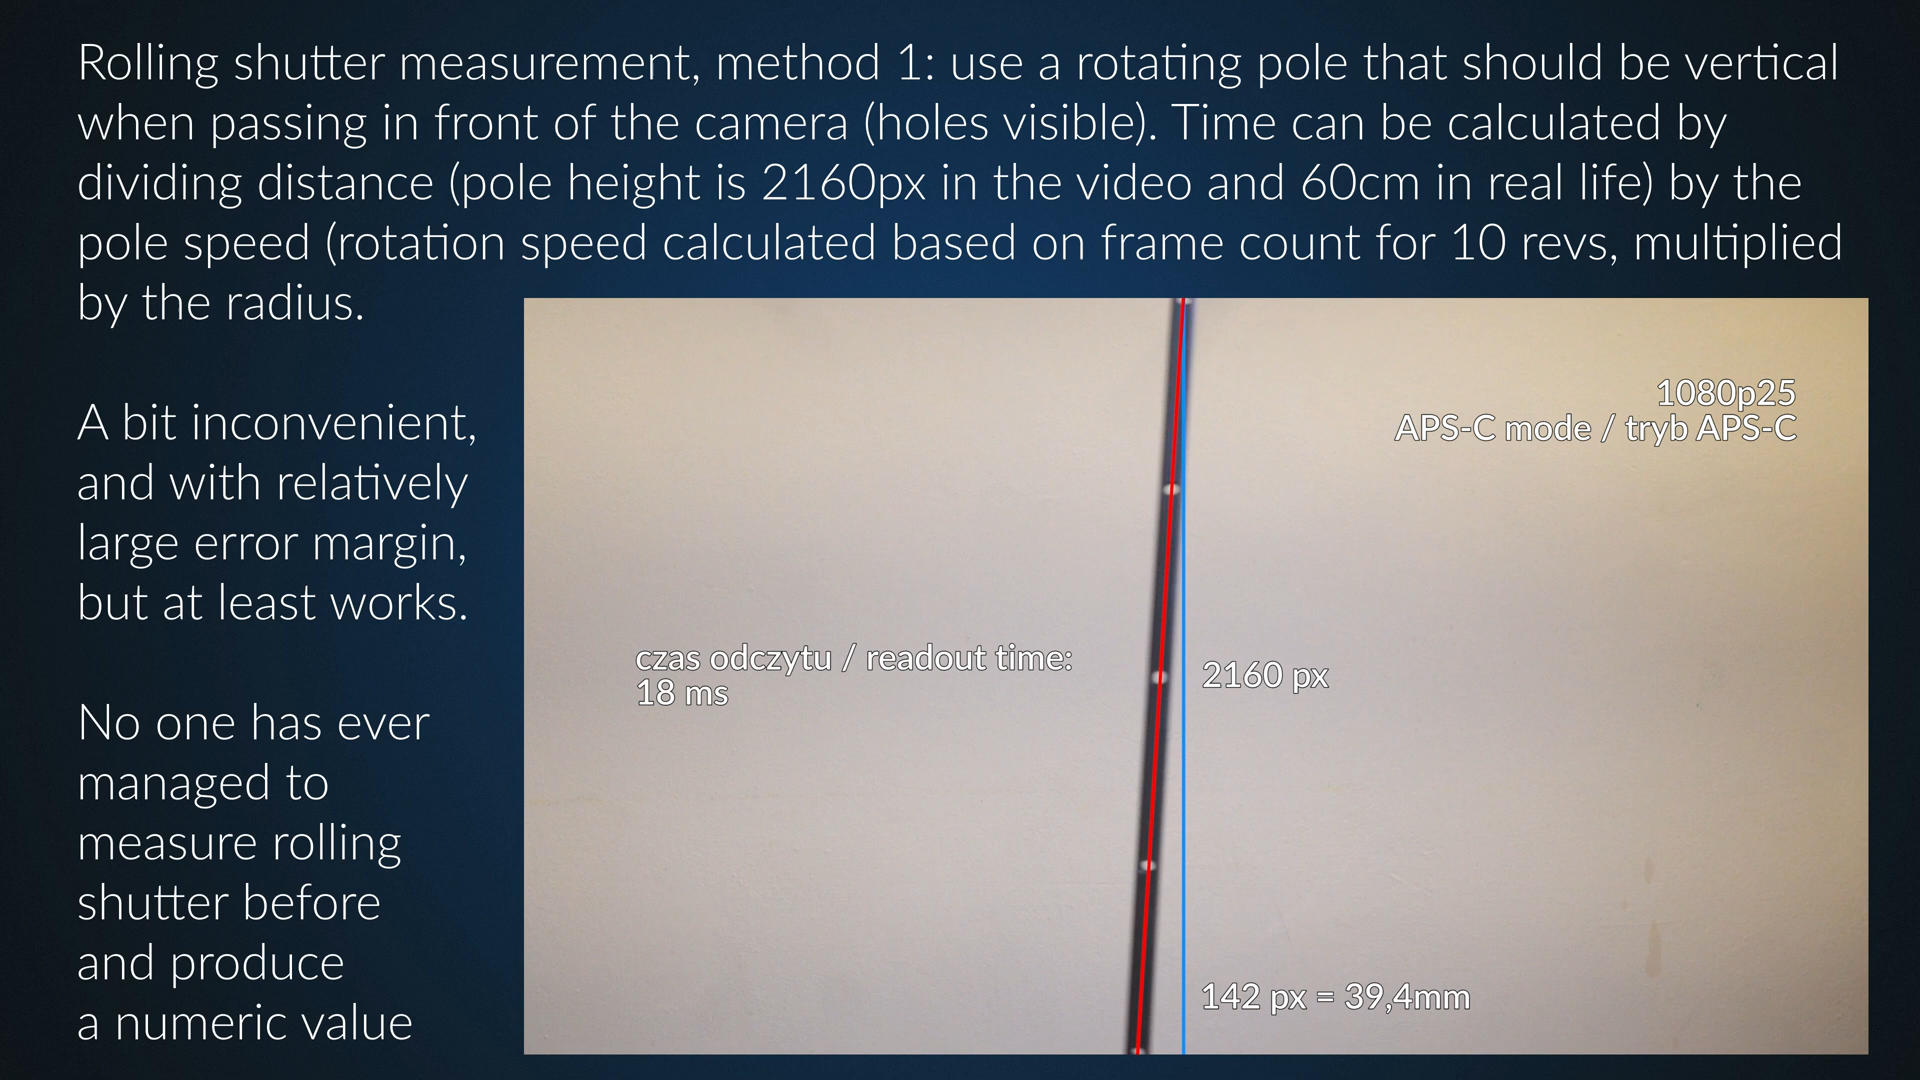 Rolling shutter measurement, method 1: use a rotating pole that should be vertical
when passing in front of the camera (holes visible). Time can be calculated by
dividing distance (pole height is 2160px in the video and 60cm in real life) by the
pole speed (rotation speed calculated based on frame count for 10 revs, multiplied
by the radius.
A bit inconvenient,
and with relatively
large error margin,
but at least works.
No one has ever
managed to
measure rolling
shutter before
and produce
a numeric value
1080p25
APS-C mode / tryb APS-C
czas odczytu / readout time:
18 ms
2160 px
142 px = 39,4mm